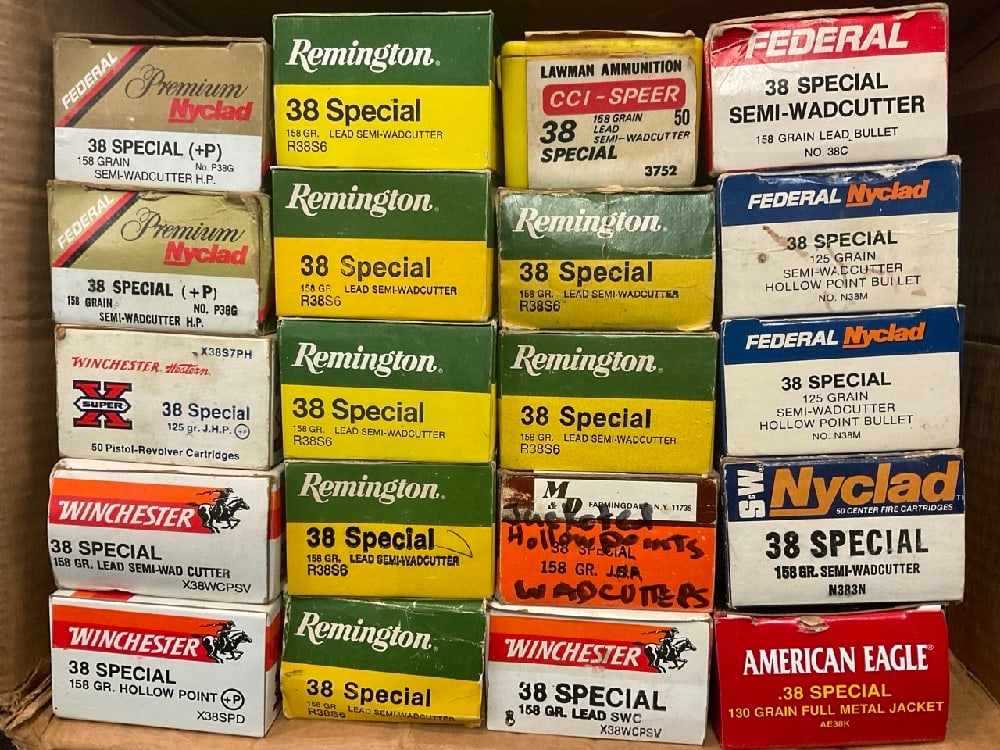 FEDERAL
Premium
Nyclad
38 SPECIAL (+P)
158 GRAIN No. P38G
SEMI-WADCUTTER H.P.
FEDERAL
Premium
Nyclad
38 SPECIAL (+P)
158 GRAIN NO. P38G
SEMI-WADCUTTER H.P.
X38S7PH
WINCHESTER Western
SUPER X
38 Special
125 gr. J.H.P. +P
50 Pistol-Revolver Cartridges
WINCHESTER
38 SPECIAL
158 GR. LEAD SEMI-WAD CUTTER
X38WCPSV
WINCHESTER
38 SPECIAL
158 GR. HOLLOW POINT +P
X38SPD
Remington®
38 Special
158 GR. LEAD SEMI-WADCUTTER
R38S6
Remington®
38 Special
158 GR. LEAD SEMI-WADCUTTER
R38S6
Remington®
38 Special
158 GR. LEAD SEMI-WADCUTTER
R38S6
Remington®
38 Special
158 GR. LEAD SEMI-WADCUTTER
R38S6
Remington®
38 Special
158 GR. LEAD SEMI-WADCUTTER
R38S6
LAWMAN AMMUNITION
CCI-SPEER
38 SPECIAL
158 GRAIN
LEAD
SEMI-WADCUTTER
50
3752
Remington®
38 Special
158 GR. LEAD SEMI-WADCUTTER
R38S6
Remington®
38 Special
158 GR. LEAD SEMI-WADCUTTER
R38S6
FARMINGDALE, N.Y. 11735
Jacketed
Hollow Points
38 SPECIAL
158 GR.
WADCUTTERS
WINCHESTER
38 SPECIAL
158 GR. LEAD SWC
X38WCPSV
FEDERAL
38 SPECIAL
SEMI-WADCUTTER
158 GRAIN LEAD BULLET
NO. 38C
FEDERAL Nyclad
38 SPECIAL
125 GRAIN
SEMI-WADCUTTER
HOLLOW POINT BULLET
NO. N38M
FEDERAL Nyclad
38 SPECIAL
125 GRAIN
SEMI-WADCUTTER
HOLLOW POINT BULLET
NO. N38M
S&W Nyclad™
50 CENTER FIRE CARTRIDGES
38 SPECIAL
158 GR. SEMI-WADCUTTER
N383N
AMERICAN EAGLE®
.38 SPECIAL
130 GRAIN FULL METAL JACKET
AE38K